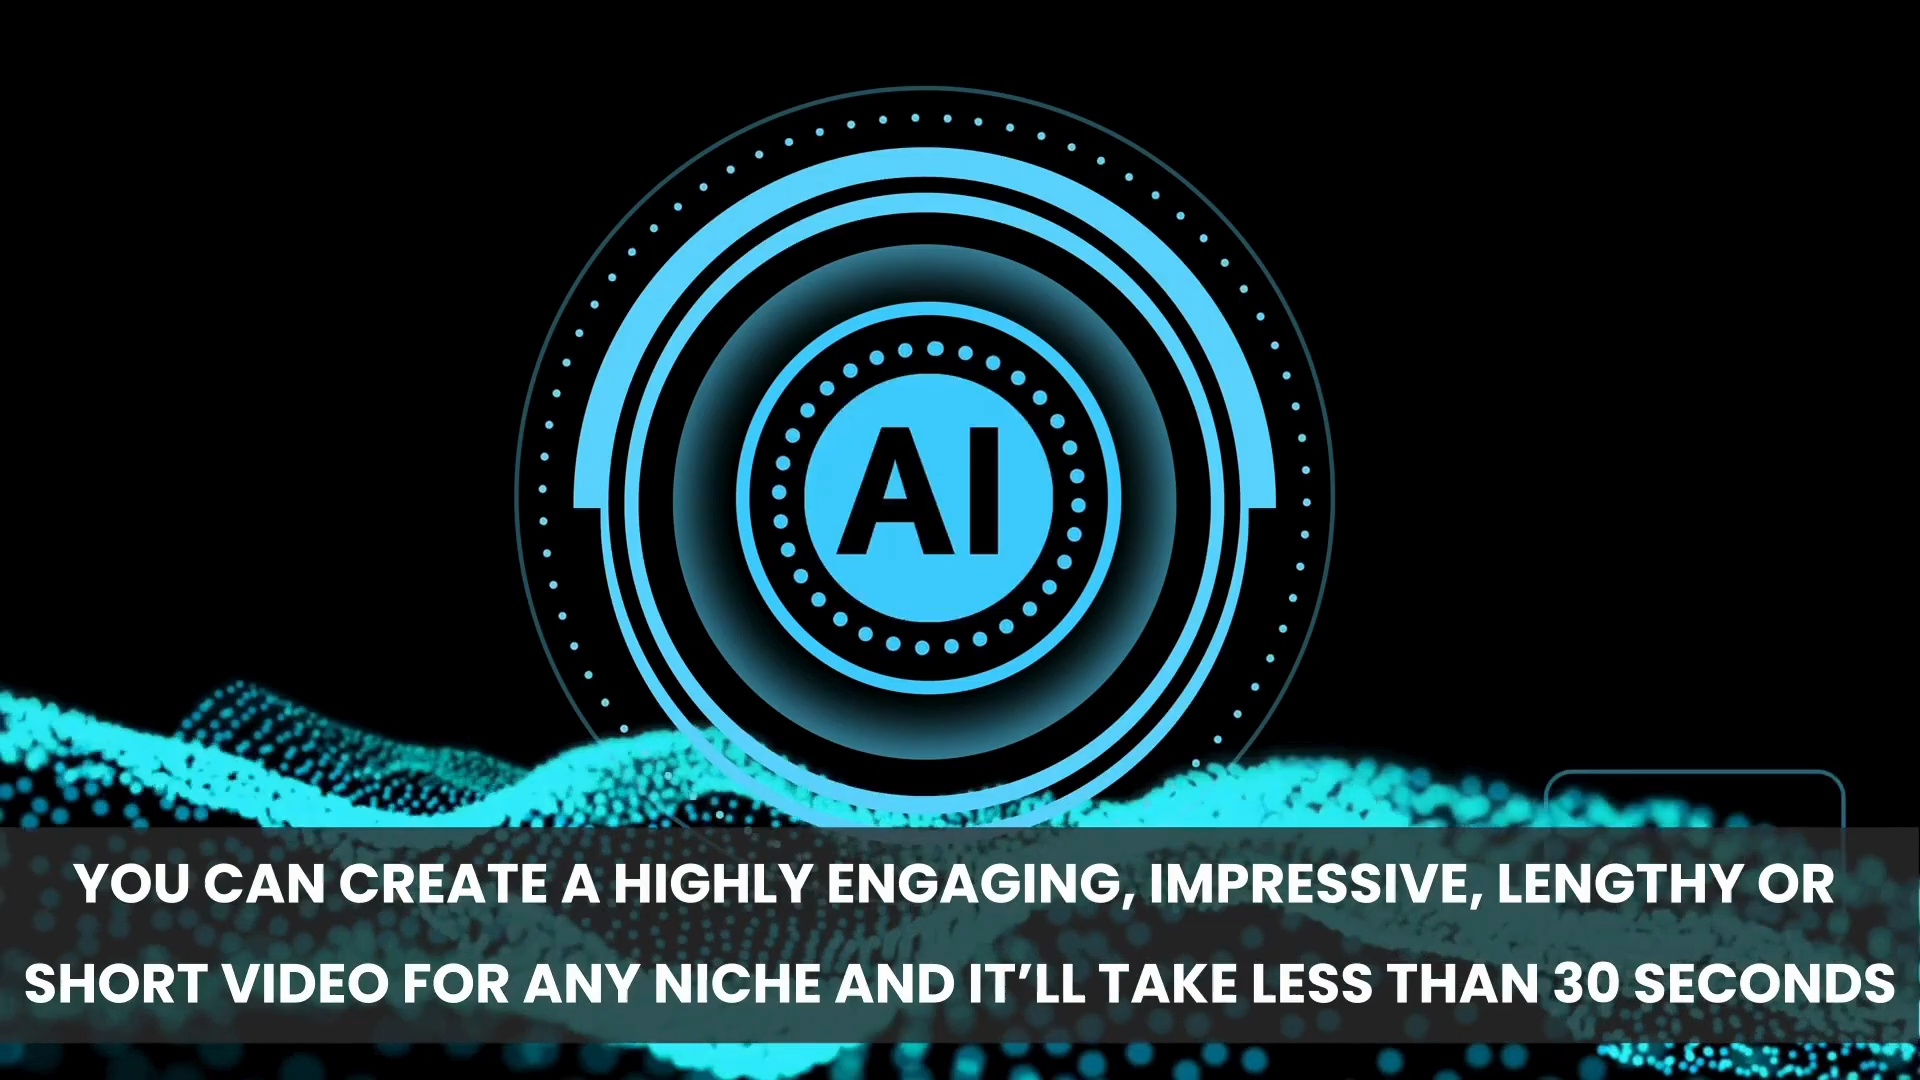 AI
YOU CAN CREATE A HIGHLY ENGAGING, IMPRESSIVE, LENGTHY OR
SHORT VIDEO FOR ANY NICHE AND IT’LL TAKE LESS THAN 30 SECONDS